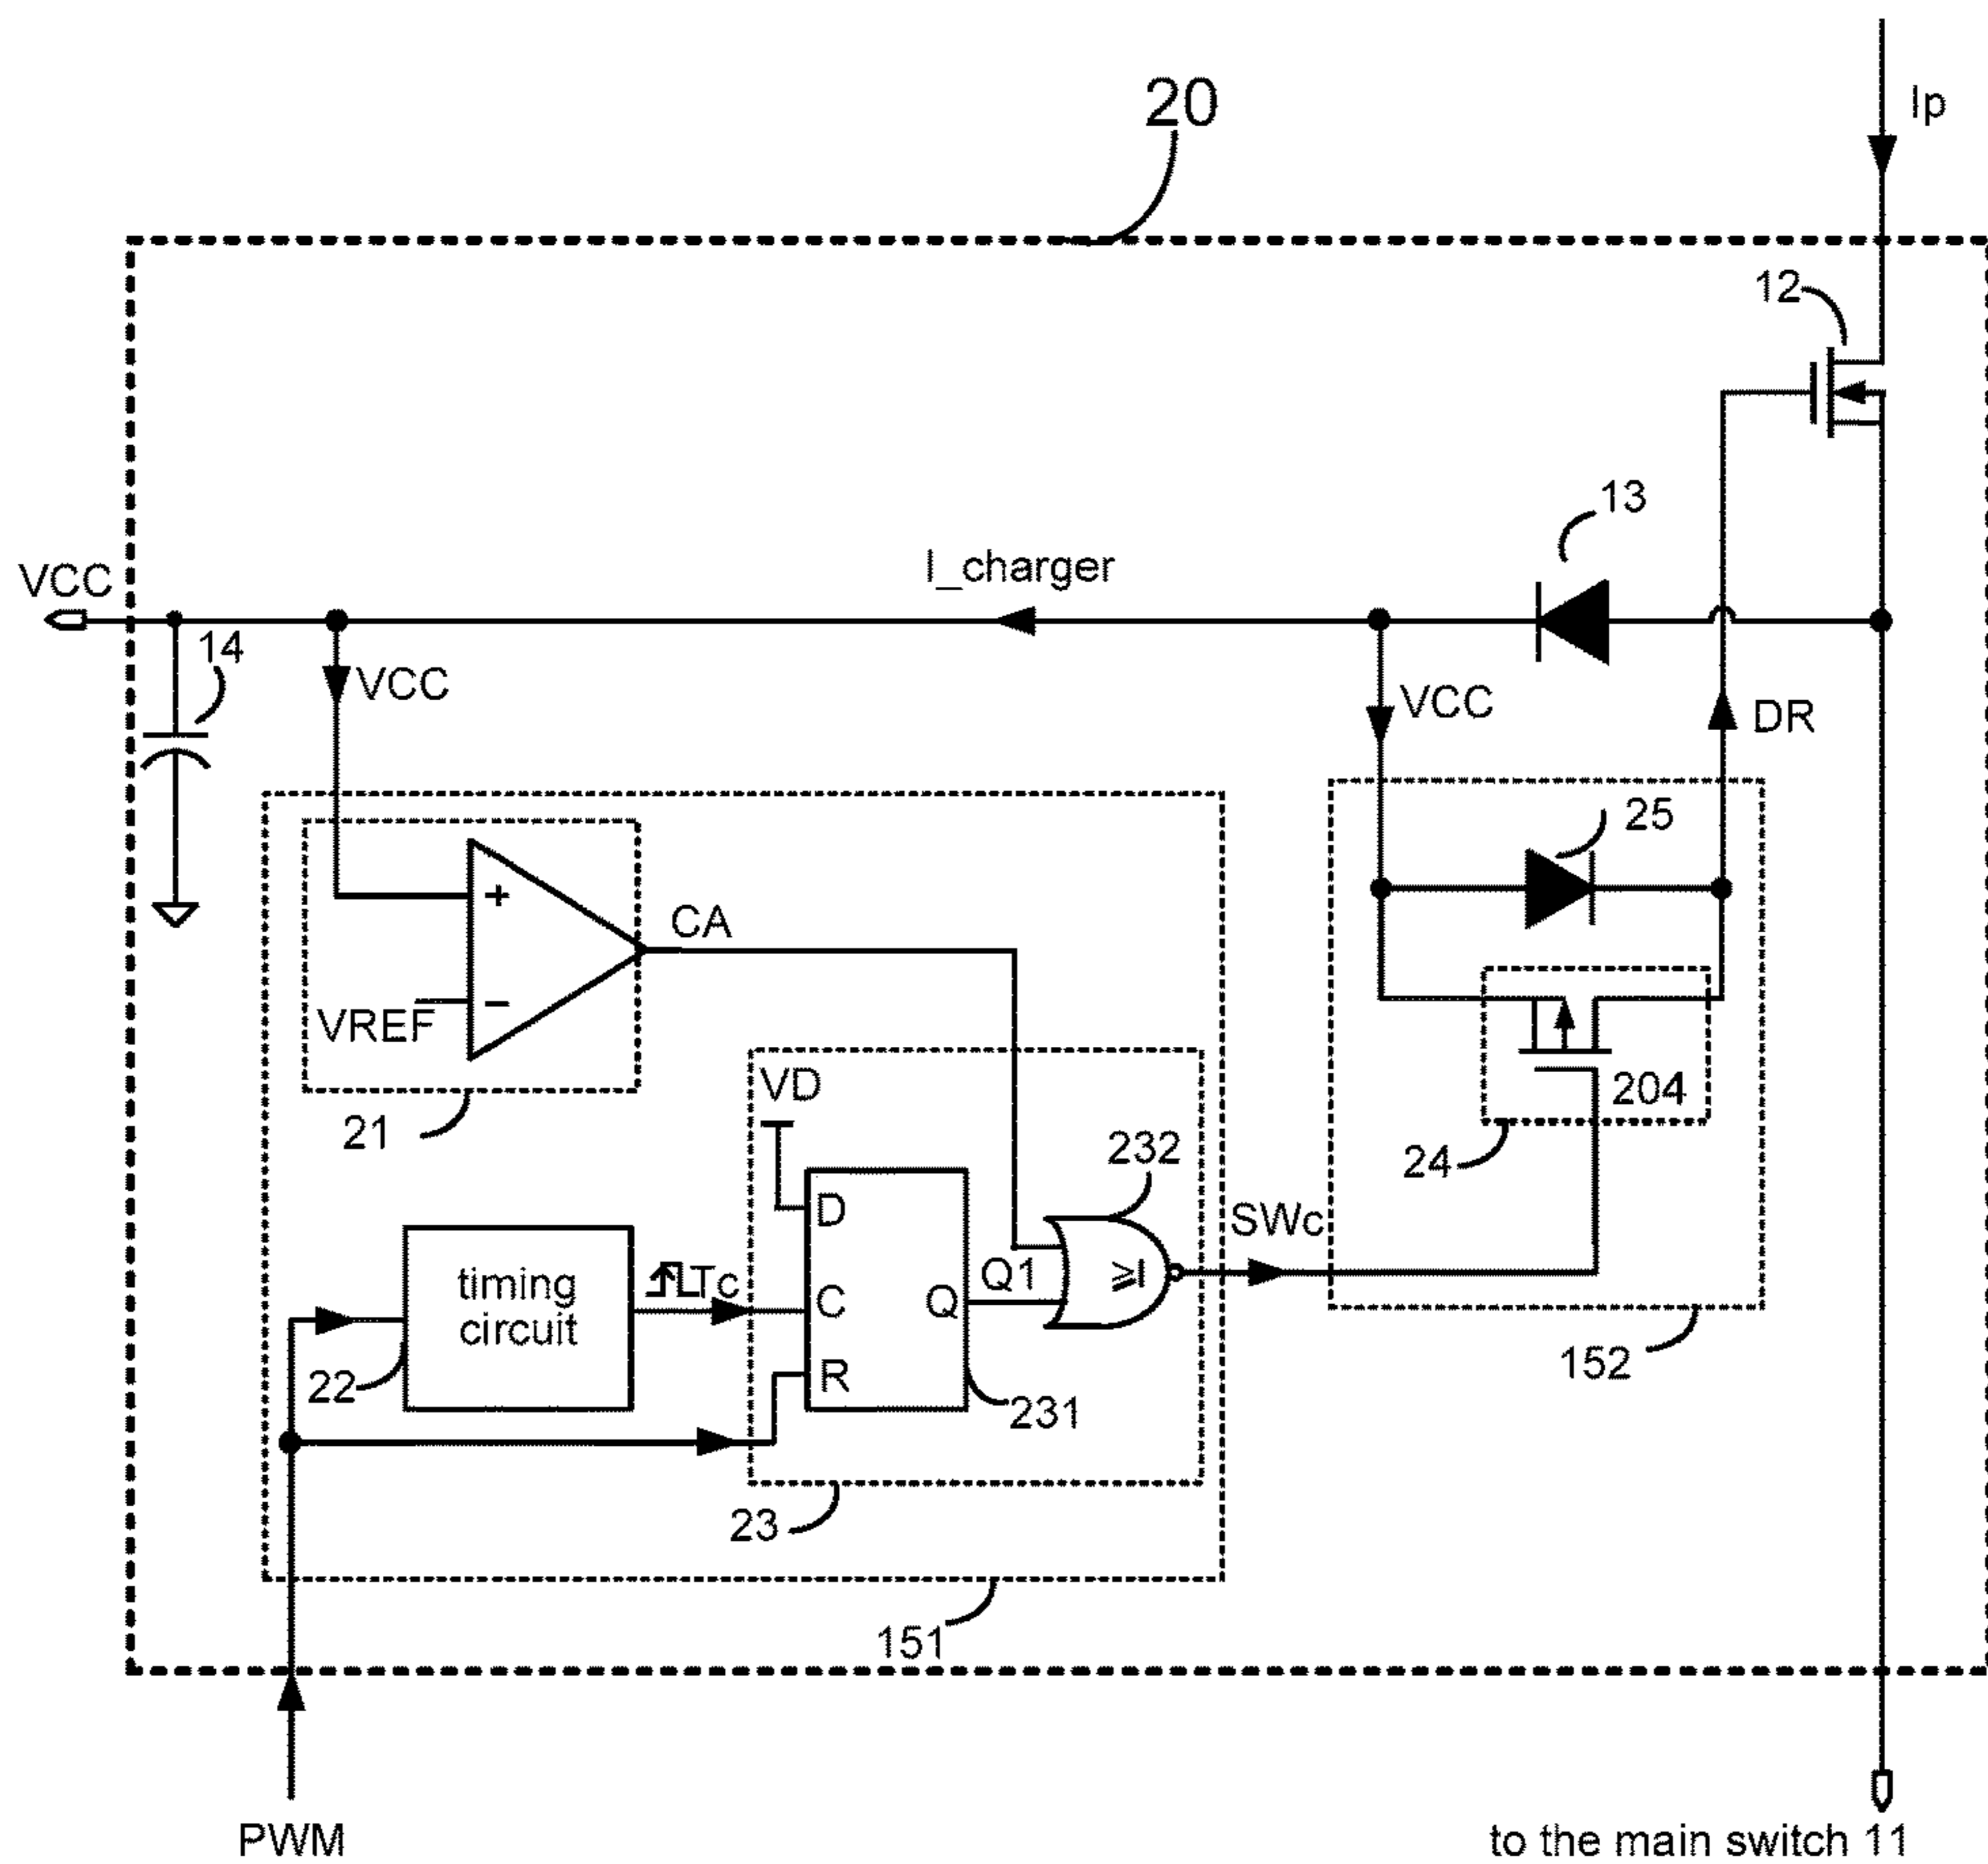 20
Ip
12
13
I_charger
VCC
14
VCC
VCC
DR
25
+
CA
−
VREF
VD
204
21
232
24
D
SWc
timing
circuit
Tc
Q1
≥1
C
Q
R
22
152
231
23
151
PWM
to the main switch 11